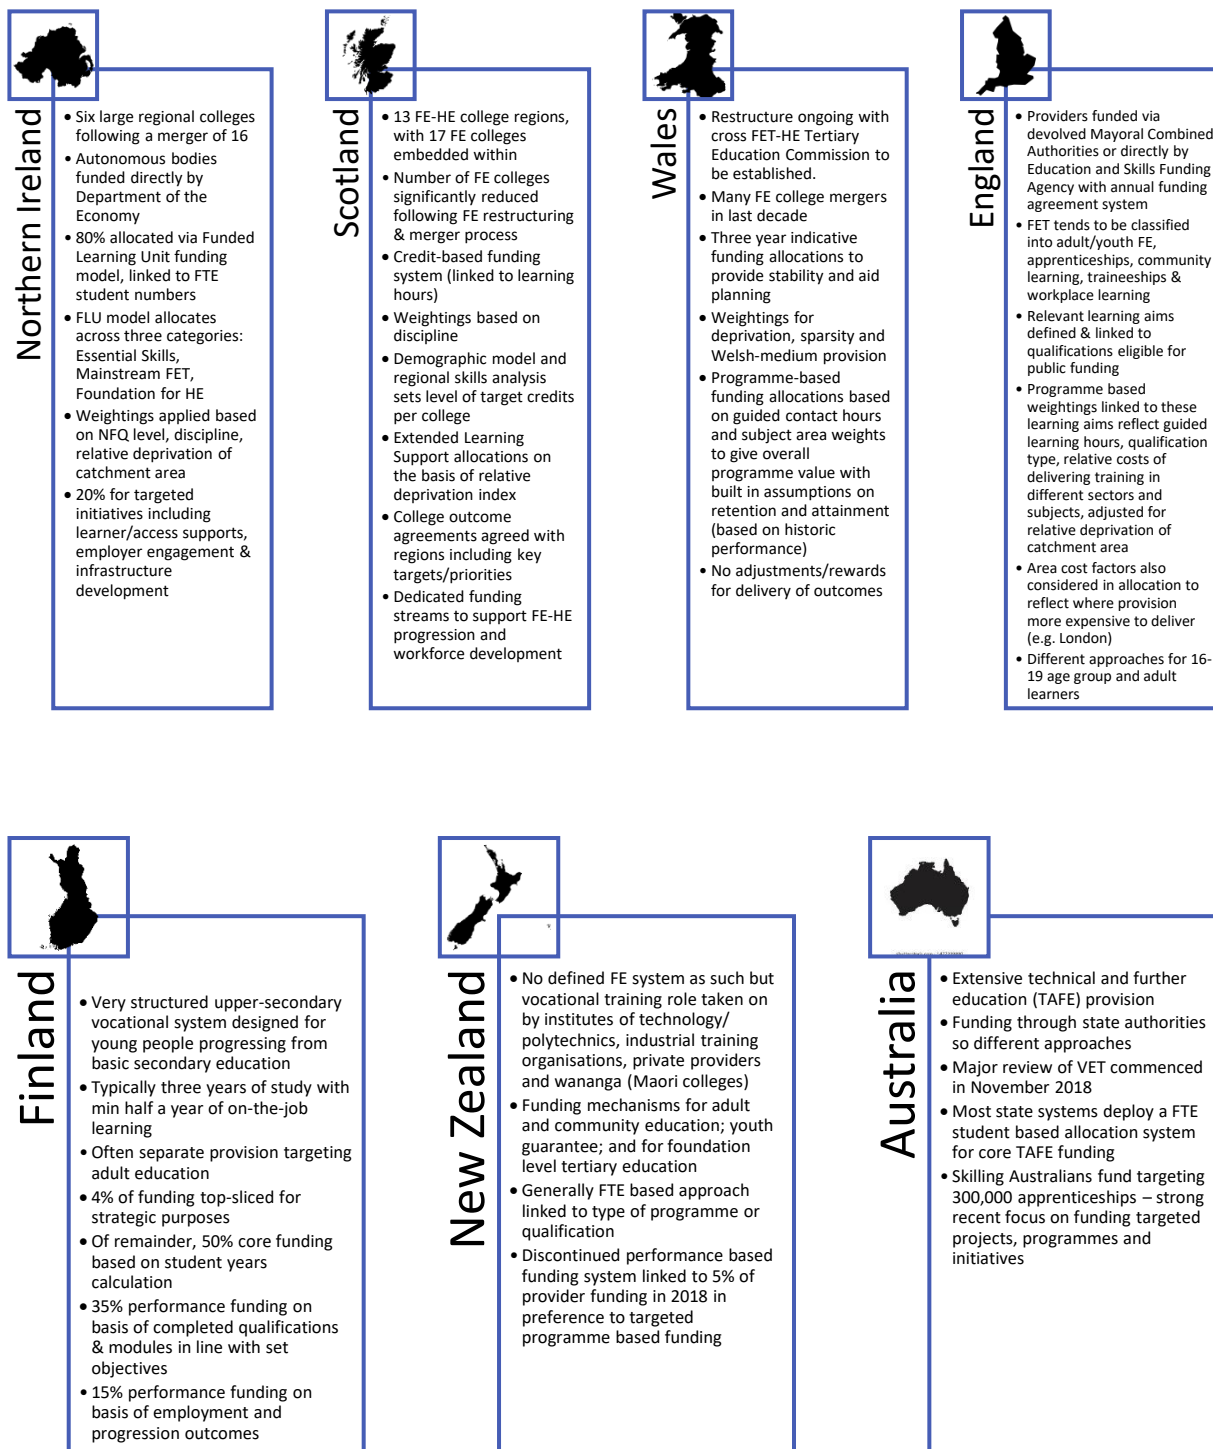 Northern Ireland
• Six large regional colleges
following a merger of 16
• Autonomous bodies
funded directly by
Department of the
Economy
• 80% allocated via Funded
Learning Unit funding
model, linked to FTE
student numbers
• FLU model allocates
across three categories:
Essential Skills,
Mainstream FET,
Foundation for HE
• Weightings applied based
on NFQ level, discipline,
relative deprivation of
catchment area
• 20% for targeted
initiatives including
learner/access supports,
employer engagement &
infrastructure
development
Scotland
• 13 FE-HE college regions,
with 17 FE colleges
embedded within
• Number of FE colleges
significantly reduced
following FE restructuring
& merger process
• Credit-based funding
system (linked to learning
hours)
• Weightings based on
discipline
• Demographic model and
regional skills analysis
sets level of target credits
per college
• Extended Learning
Support allocations on
the basis of relative
deprivation index
• College outcome
agreements agreed with
regions including key
targets/priorities
• Dedicated funding
streams to support FE-HE
progression and
workforce development
Wales
• Restructure ongoing with
cross FET-HE Tertiary
Education Commission to
be established.
• Many FE college mergers
in last decade
• Three year indicative
funding allocations to
provide stability and aid
planning
• Weightings for
deprivation, sparsity and
Welsh-medium provision
• Programme-based
funding allocations based
on guided contact hours
and subject area weights
to give overall
programme value with
built in assumptions on
retention and attainment
(based on historic
performance)
• No adjustments/rewards
for delivery of outcomes
England
• Providers funded via
devolved Mayoral Combined
Authorities or directly by
Education and Skills Funding
Agency with annual funding
agreement system
• FET tends to be classified
into adult/youth FE,
apprenticeships, community
learning, traineeships &
workplace learning
• Relevant learning aims
defined & linked to
qualifications eligible for
public funding
• Programme based
weightings linked to these
learning aims reflect guided
learning hours, qualification
type, relative costs of
delivering training in
different sectors and
subjects, adjusted for
relative deprivation of
catchment area
• Area cost factors also
considered in allocation to
reflect where provision
more expensive to deliver
(e.g. London)
• Different approaches for 16-
19 age group and adult
learners
Finland
• Very structured upper-secondary
vocational system designed for
young people progressing from
basic secondary education
• Typically three years of study with
min half a year of on-the-job
learning
• Often separate provision targeting
adult education
• 4% of funding top-sliced for
strategic purposes
• Of remainder, 50% core funding
based on student years
calculation
• 35% performance funding on
basis of completed qualifications
& modules in line with set
objectives
• 15% performance funding on
basis of employment and
progression outcomes
New Zealand
• No defined FE system as such but
vocational training role taken on
by institutes of technology/
polytechnics, industrial training
organisations, private providers
and wananga (Maori colleges)
• Funding mechanisms for adult
and community education; youth
guarantee; and for foundation
level tertiary education
• Generally FTE based approach
linked to type of programme or
qualification
• Discontinued performance based
funding system linked to 5% of
provider funding in 2018 in
preference to targeted
programme based funding
Australia
• Extensive technical and further
education (TAFE) provision
• Funding through state authorities
so different approaches
• Major review of VET commenced
in November 2018
• Most state systems deploy a FTE
student based allocation system
for core TAFE funding
• Skilling Australians fund targeting
300,000 apprenticeships – strong
recent focus on funding targeted
projects, programmes and
initiatives